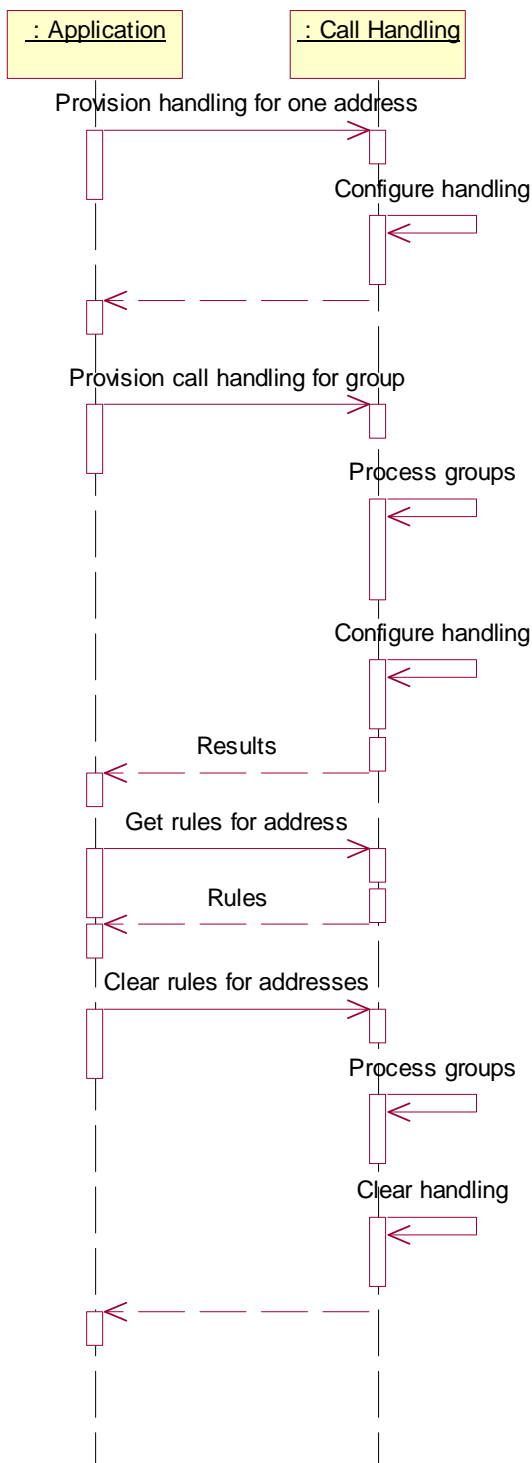 : Application
: Call Handling
Provision handling for one address
Configure handling
Provision call handling for group
Process groups
Configure handling
Results
Get rules for address
Rules
Clear rules for addresses
Process groups
Clear handling